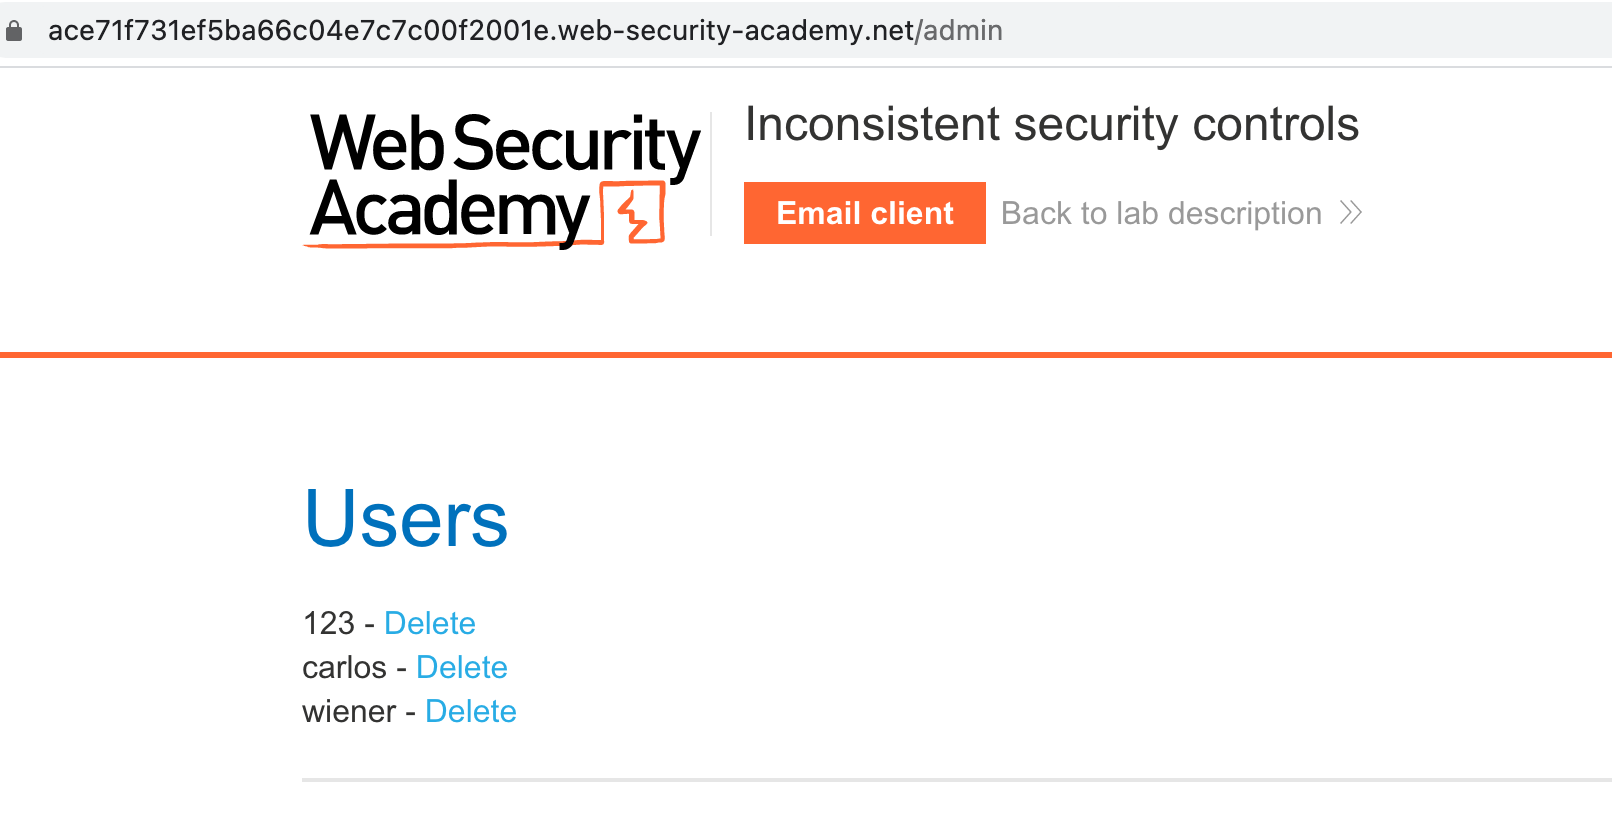 ace71f731ef5ba66c04e7c7c00f2001e.web-security-academy.net/admin
Web Security
Academy
Inconsistent security controls
Email client
Back to lab description
Users
123 - Delete
carlos - Delete
wiener - Delete